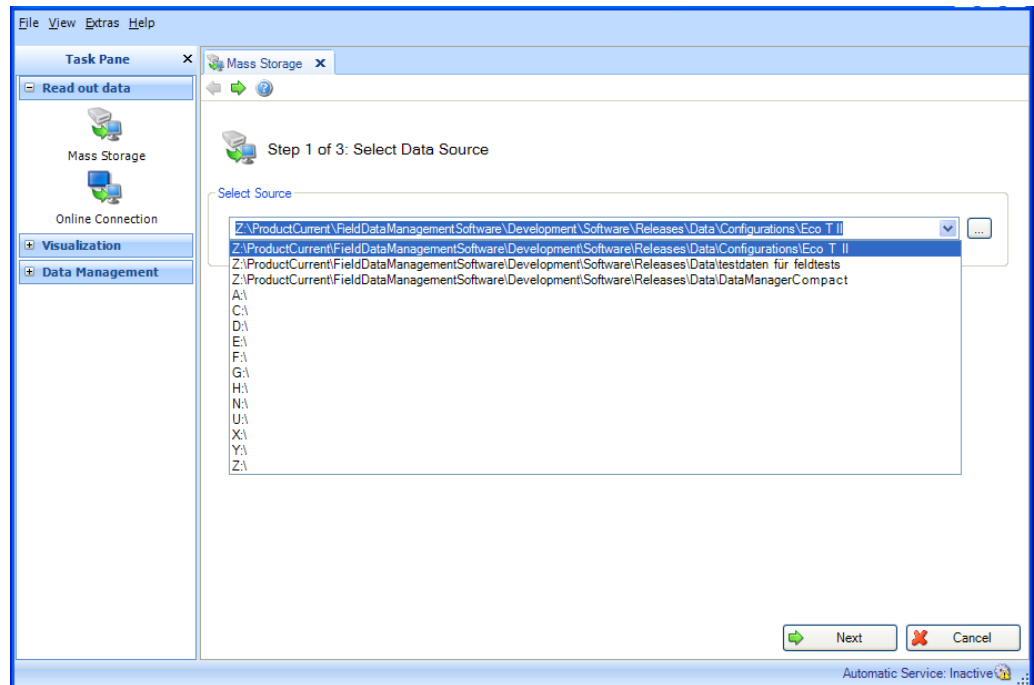 File View Extras Help
Task Pane
Mass Storage
Read out data
Mass Storage
Online Connection
Visualization
Data Management
Step 1 of 3: Select Data Source
Select Source
Z:\ProductCurrent\FieldDataManagementSoftware\Development\Software\Releases\Data\Configurations\Eco T II
...
Z:\ProductCurrent\FieldDataManagementSoftware\Development\Software\Releases\Data\Configurations\Eco T II
Z:\ProductCurrent\FieldDataManagementSoftware\Development\Software\Releases\Data\testdaten für feldtests
Z:\ProductCurrent\FieldDataManagementSoftware\Development\Software\Releases\Data\DataManagerCompact
A:\
C:\
D:\
E:\
F:\
G:\
H:\
N:\
U:\
X:\
Y:\
Z:\
Next
Cancel
Automatic Service: Inactive